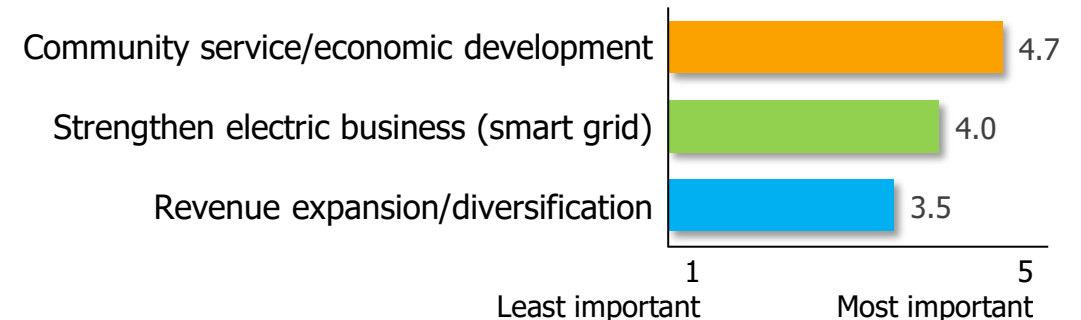 Community service/economic development 4.7
Strengthen electric business (smart grid) 4.0
Revenue expansion/diversification 3.5
1 5
Least important Most important